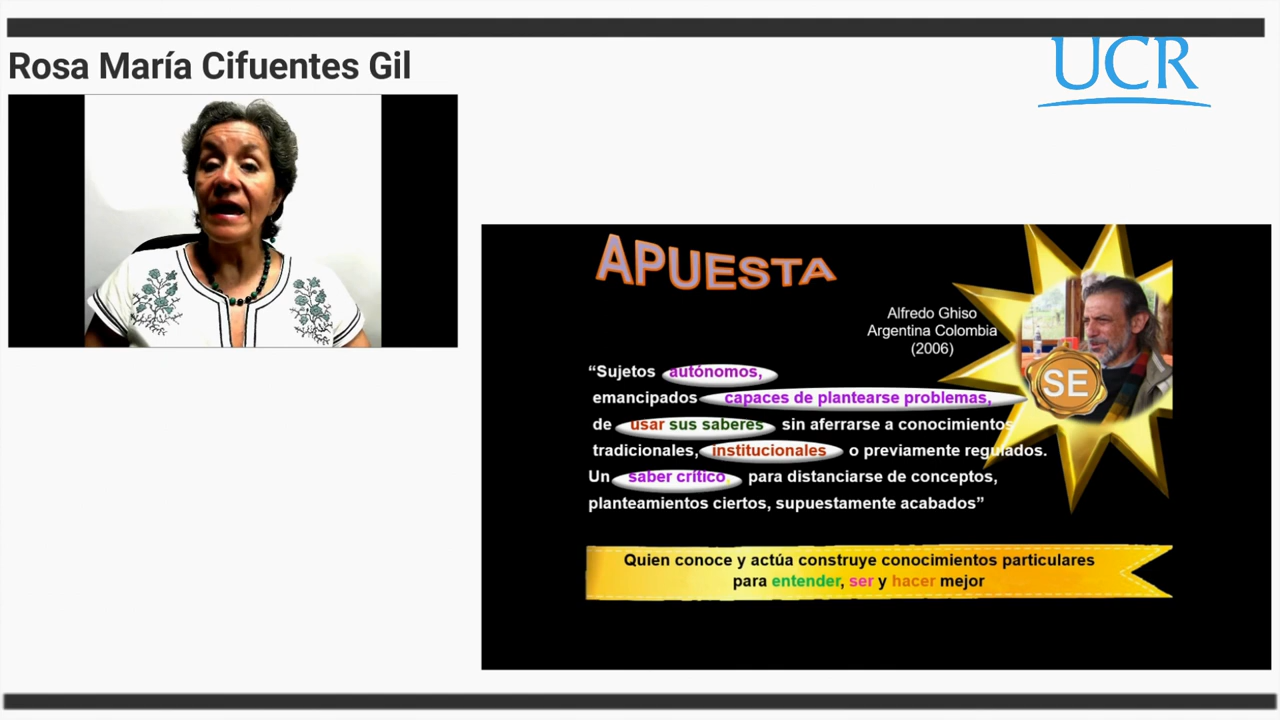 Rosa María Cifuentes Gil
UCR
APUESTA
Alfredo Ghiso
Argentina Colombia
(2006)
SE
“Sujetos autónomos,
emancipados capaces de plantearse problemas,
de usar sus saberes sin aferrarse a conocimientos
tradicionales, institucionales o previamente regulados.
Un saber crítico, para distanciarse de conceptos,
planteamientos ciertos, supuestamente acabados”
Quien conoce y actúa construye conocimientos particulares
para entender, ser y hacer mejor